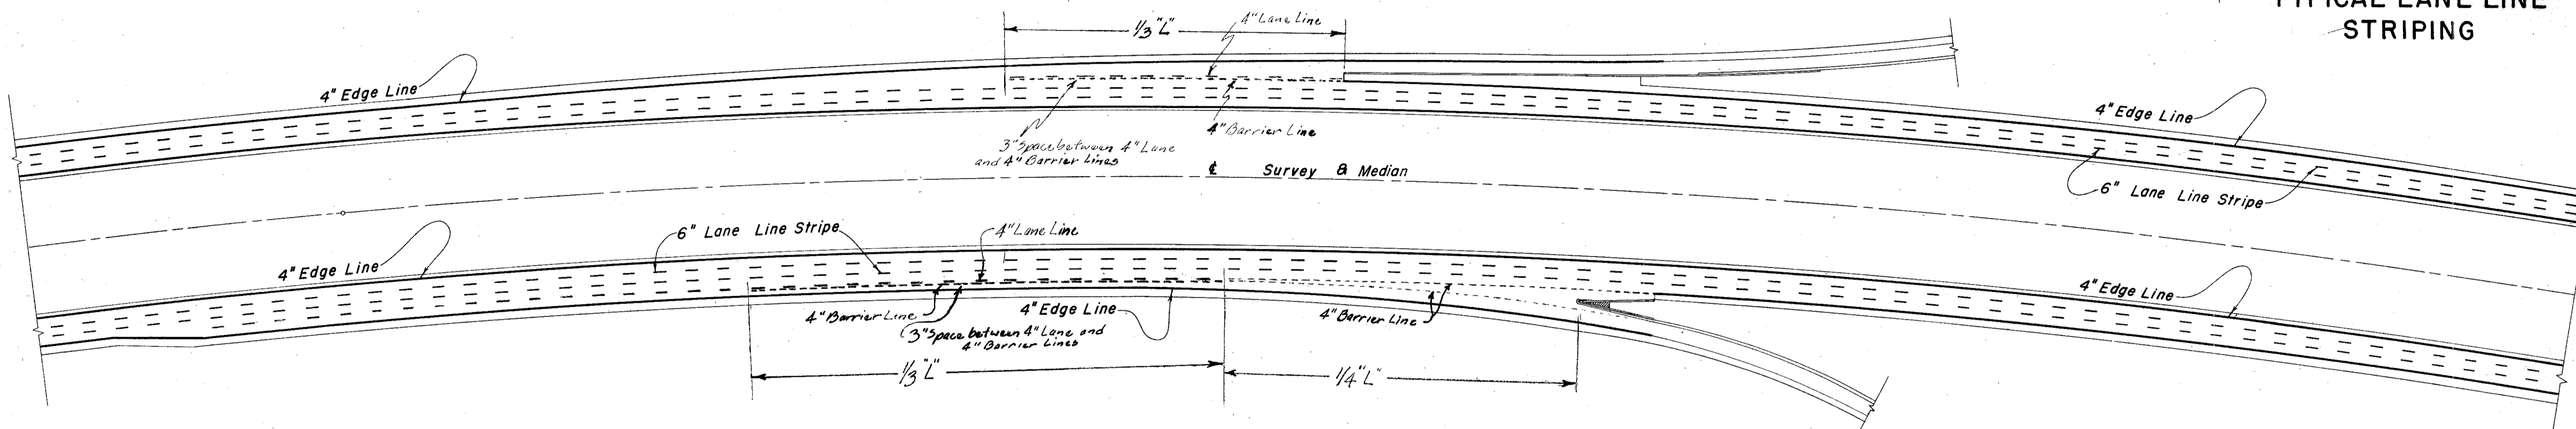 TYPICAL LANE LINE
STRIPING
1/3 "L"
4" Lane Line
4" Edge Line
4" Barrier Line
3" Space between 4" Lane
and 4" Barrier Lines
4" Edge Line
℄ Survey & Median
6" Lane Line Stripe
6" Lane Line Stripe
4" Lane Line
4" Edge Line
4" Edge Line
4" Barrier Line
4" Edge Line
4" Barrier Line
3" Space between 4" Lane and
4" Barrier Lines
1/3 "L"
1/4 "L"